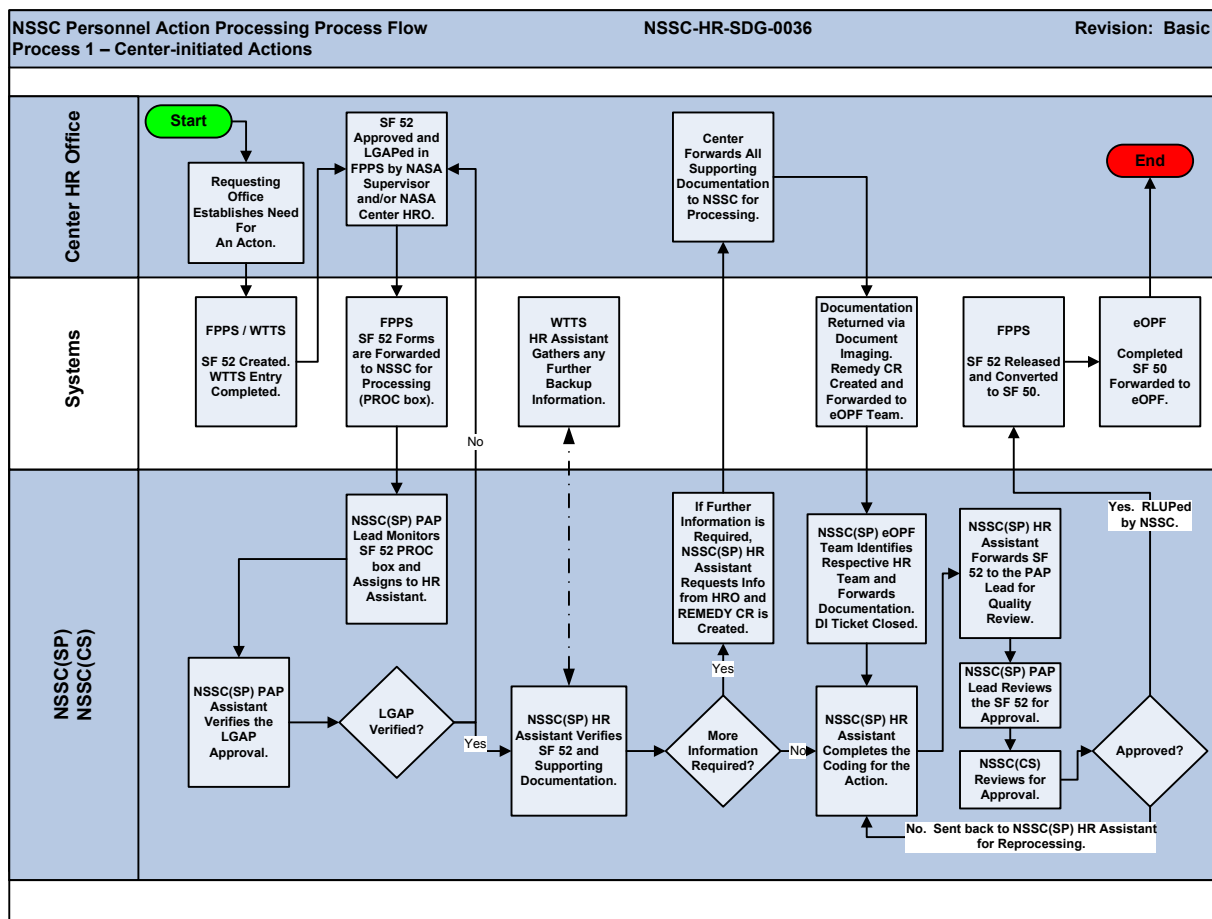 NSSC Personnel Action Processing Process Flow
NSSC-HR-SDG-0036
Revision: Basic
Process 1 – Center-initiated Actions
Center HR Office
Start
Requesting
Office
Establishes Need
For
An Acton.
SF 52
Approved and
LGAPed in
FPPS by NASA
Supervisor
and/or NASA
Center HRO.
Center
Forwards All
Supporting
Documentation
to NSSC for
Processing.
End
Systems
FPPS / WTTS
SF 52 Created.
WTTS Entry
Completed.
FPPS
SF 52 Forms
are Forwarded
to NSSC for
Processing
(PROC box).
WTTS
HR Assistant
Gathers any
Further
Backup
Information.
Documentation
Returned via
Document
Imaging.
Remedy CR
Created and
Forwarded to
eOPF Team.
FPPS
SF 52 Released
and Converted
to SF 50.
eOPF
Completed
SF 50
Forwarded to
eOPF.
No
NSSC(SP)
NSSC(CS)
NSSC(SP) PAP
Lead Monitors
SF 52 PROC
box and
Assigns to HR
Assistant.
If Further
Information is
Required,
NSSC(SP) HR
Assistant
Requests Info
from HRO and
REMEDY CR is
Created.
NSSC(SP) eOPF
Team Identifies
Respective HR
Team and
Forwards
Documentation.
DI Ticket Closed.
NSSC(SP) HR
Assistant
Forwards SF
52 to the PAP
Lead for
Quality
Review.
Yes. RLUPed
by NSSC.
NSSC(SP) PAP
Assistant
Verifies the
LGAP
Approval.
LGAP
Verified?
Yes
NSSC(SP) HR
Assistant Verifies
SF 52 and
Supporting
Documentation.
Yes
More
Information
Required?
No
NSSC(SP) HR
Assistant
Completes the
Coding for the
Action.
NSSC(SP) PAP
Lead Reviews
the SF 52 for
Approval.
NSSC(CS)
Reviews for
Approval.
Approved?
No. Sent back to NSSC(SP) HR Assistant
for Reprocessing.